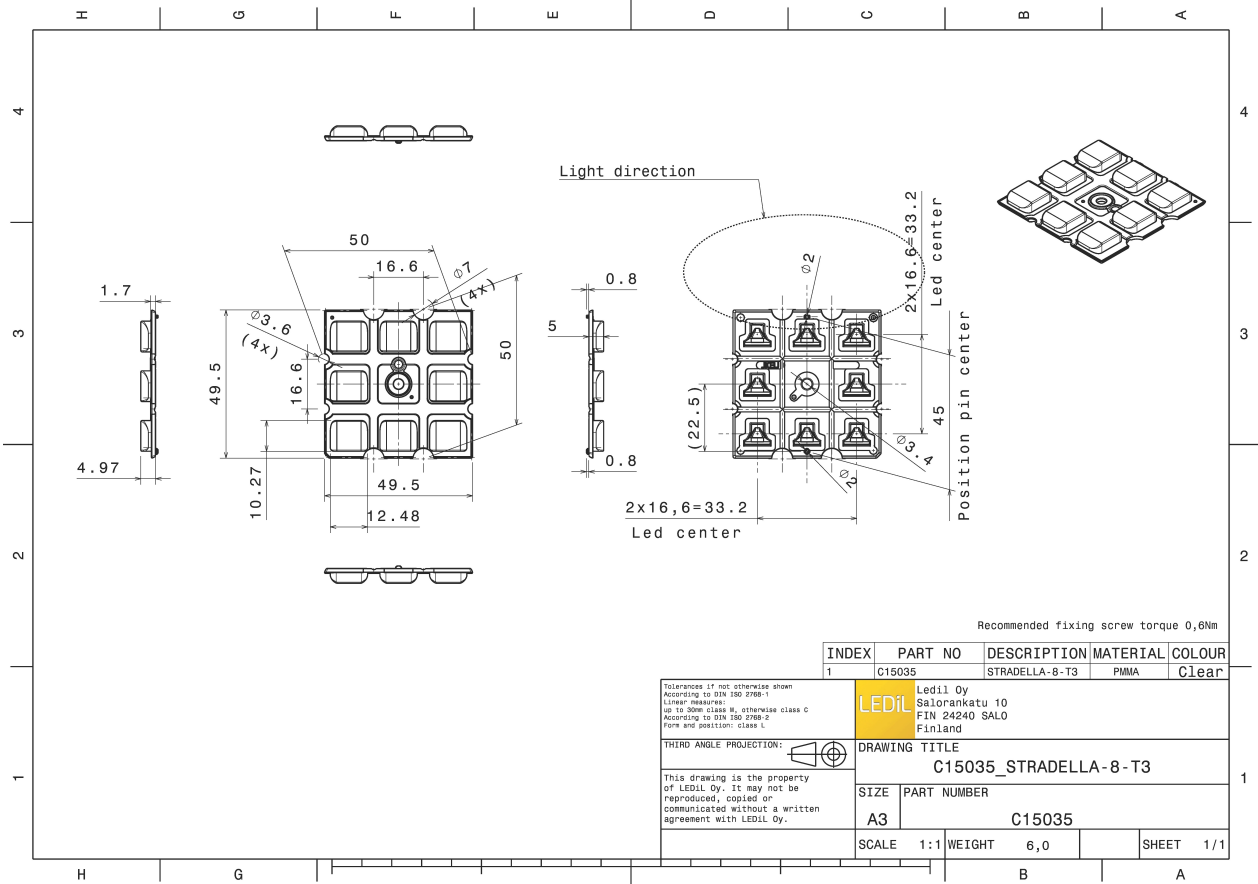 H G F E D C B A
4
4
Light direction
2x16.6=33.2
Led center
50
16.6
Ø7
(4x)
0.8
Ø2
1.7
Ø3.6
(4x)
5
3
3
50
49.5
16.6
Position pin center
45
(22.5)
Ø3.4
4.97
0.8
Ø2
10.27
49.5
12.48
2x16,6=33.2
Led center
2
2
Recommended fixing screw torque 0,6Nm
INDEX PART NO DESCRIPTION MATERIAL COLOUR
1 C15035 STRADELLA-8-T3 PMMA Clear
Tolerances if not otherwise shown
According to DIN ISO 2768-1
Linear measures:
up to 30mm class M, otherwise class C
According to DIN ISO 2768-2
Form and position: class L
LEDiL
Ledil Oy
Salorankatu 10
FIN 24240 SALO
Finland
THIRD ANGLE PROJECTION:
DRAWING TITLE
C15035_STRADELLA-8-T3
1
1
This drawing is the property
of LEDiL Oy. It may not be
reproduced, copied or
communicated without a written
agreement with LEDiL Oy.
SIZE
A3
PART NUMBER
C15035
SCALE 1:1 WEIGHT 6,0 SHEET 1/1
H G B A